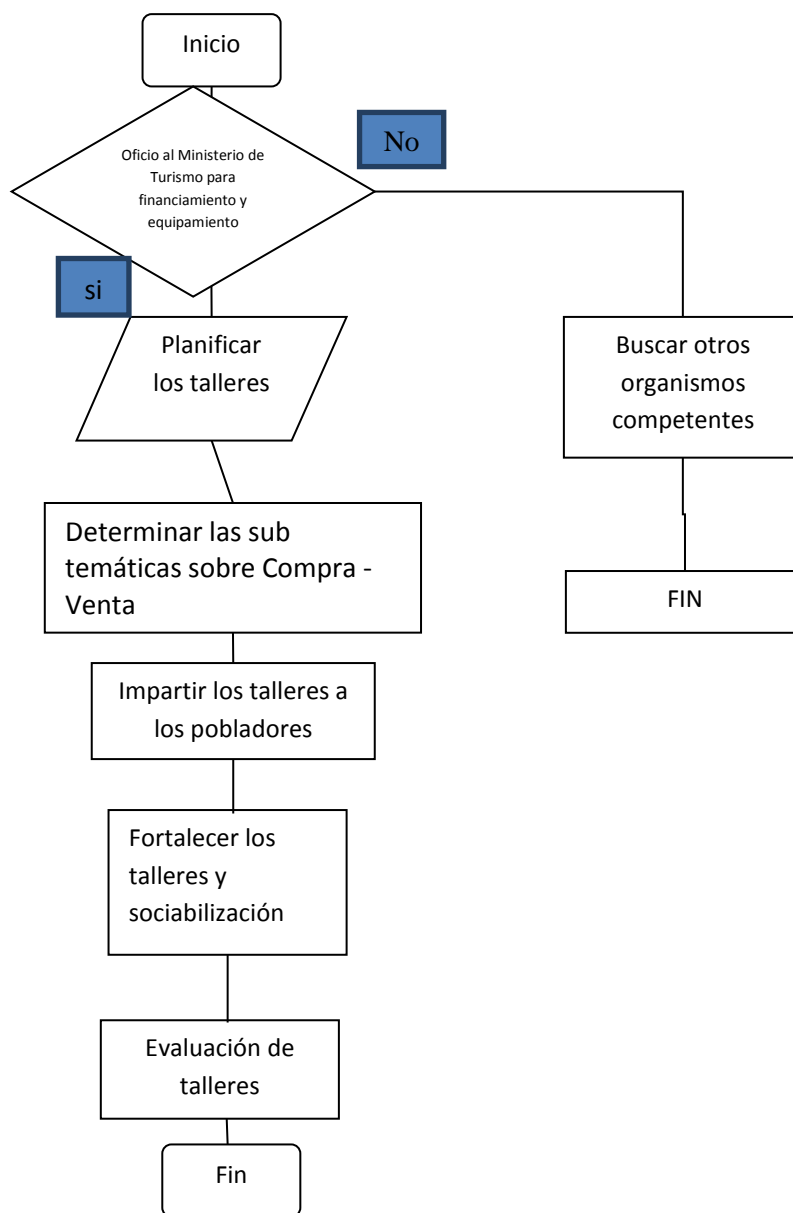 Inicio
No
Oficio al Ministerio de
Turismo para
financiamiento y
equipamiento
si
Planificar
los talleres
Buscar otros
organismos
competentes
Determinar las sub
temáticas sobre Compra -
Venta
FIN
Impartir los talleres a
los pobladores
Fortalecer los
talleres y
sociabilización
Evaluación de
talleres
Fin